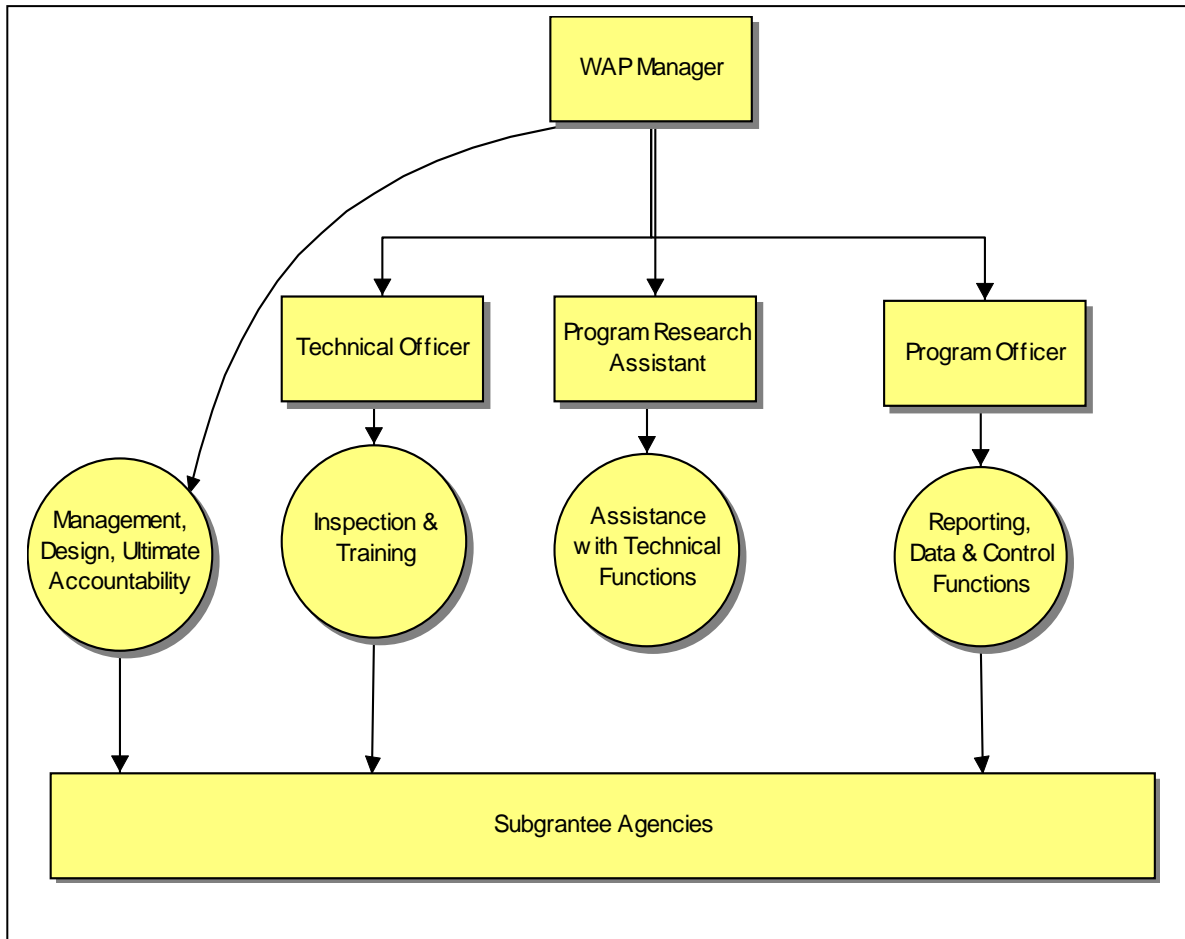 WAP Manager
Technical Officer
Program Research
Assistant
Program Officer
Management,
Design, Ultimate
Accountability
Inspection &
Training
Assistance
with Technical
Functions
Reporting,
Data & Control
Functions
Subgrantee Agencies